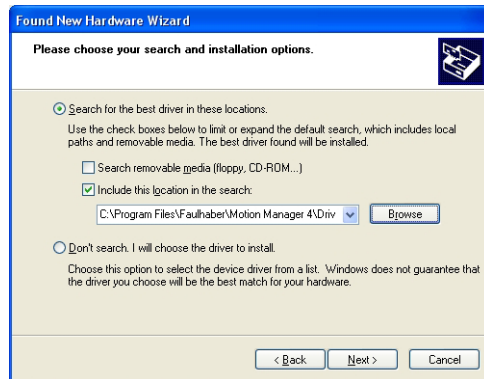 Found New Hardware Wizard
Please choose your search and installation options.
Search for the best driver in these locations.
Use the check boxes below to limit or expand the default search, which includes local
paths and removable media. The best driver found will be installed.
Search removable media (floppy, CD-ROM...)
Include this location in the search:
C:\Program Files\Faulhaber\Motion Manager 4\Driv
Browse
Don't search. I will choose the driver to install.
Choose this option to select the device driver from a list. Windows does not guarantee that
the driver you choose will be the best match for your hardware.
< Back
Next >
Cancel